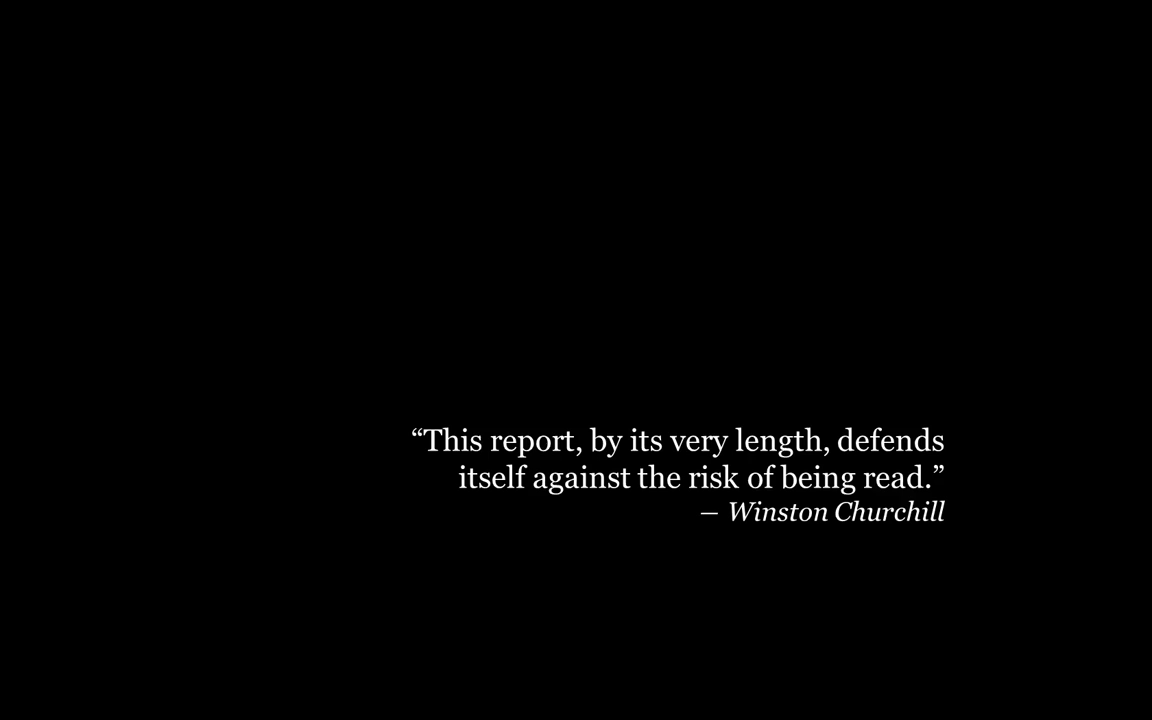 “This report, by its very length, defends
itself against the risk of being read.”
— Winston Churchill